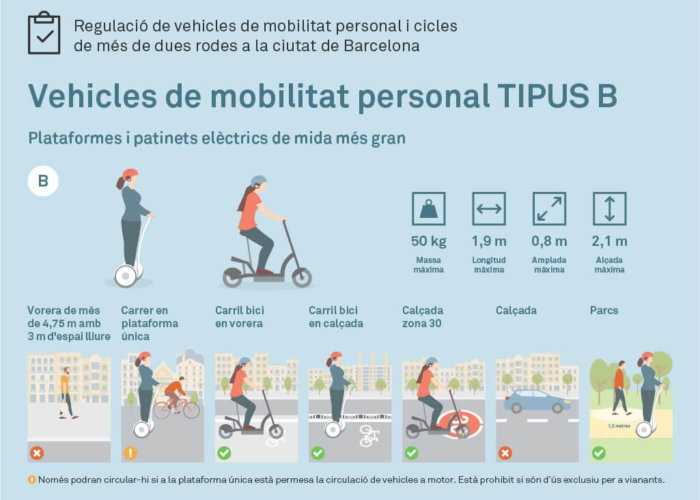 Regulació de vehicles de mobilitat personal i cicles
de més de dues rodes a la ciutat de Barcelona
Vehicles de mobilitat personal TIPUS B
Plataformes i patinets elèctrics de mida més gran
B
50 kg
Massa
màxima
1,9 m
Longitud
màxima
0,8 m
Amplada
màxima
2,1 m
Alçada
màxima
Vorera de més
de 4,75 m amb
3 m d'espai lliure
Carrer en
plataforma
única
Carril bici
en vorera
Carril bici
en calçada
Calçada
zona 30
Calçada
Parcs
30
1,5 metres
Només podran circular-hi si a la plataforma única està permesa la circulació de vehicles a motor. Està prohibit si són d'ús exclusiu per a vianants.